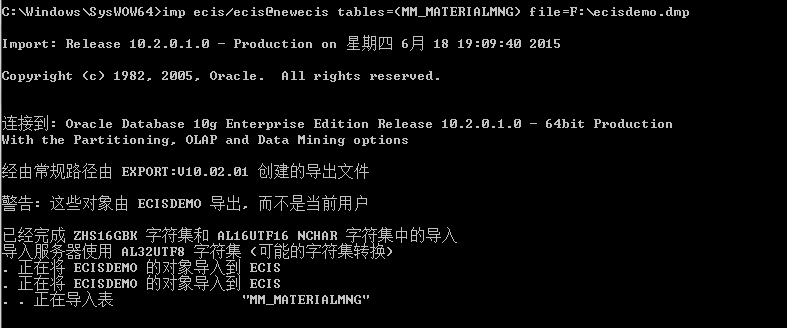 C:\Windows\SysWOW64>imp ecis/ecis@newecis tables=(MM_MATERIALMNG) file=F:\ecisdemo.dmp
Import: Release 10.2.0.1.0 - Production on 星期四 6月 18 19:09:40 2015
Copyright (c) 1982, 2005, Oracle.  All rights reserved.
连接到: Oracle Database 10g Enterprise Edition Release 10.2.0.1.0 - 64bit Production
With the Partitioning, OLAP and Data Mining options
经由常规路径由 EXPORT:V10.02.01 创建的导出文件
警告: 这些对象由 ECISDEMO 导出, 而不是当前用户
已经完成 ZHS16GBK 字符集和 AL16UTF16 NCHAR 字符集中的导入
导入服务器使用 AL32UTF8 字符集 (可能的字符集转换)
. 正在将 ECISDEMO 的对象导入到 ECIS
. 正在将 ECISDEMO 的对象导入到 ECIS
. . 正在导入表                "MM_MATERIALMNG"